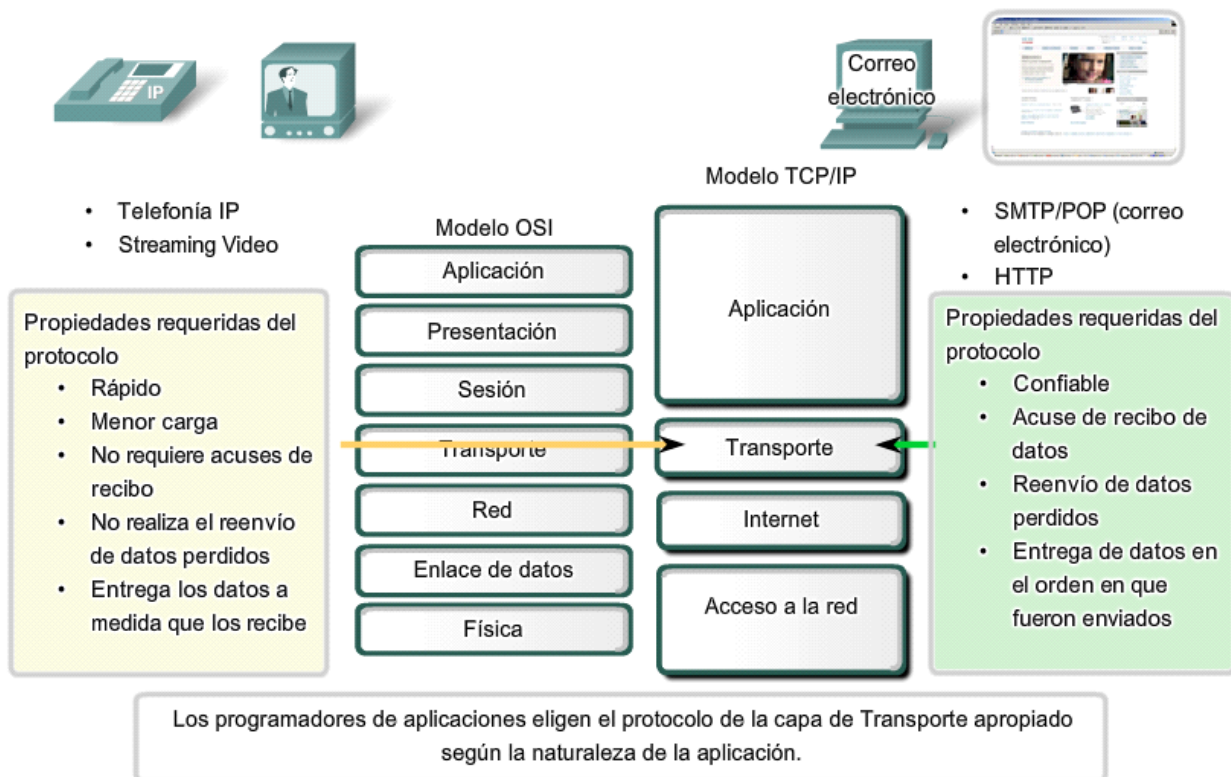 IP
Correo
electrónico
• Telefonía IP
• Streaming Video
Propiedades requeridas del
protocolo
• Rápido
• Menor carga
• No requiere acuses de
recibo
• No realiza el reenvío
de datos perdidos
• Entrega los datos a
medida que los recibe
Modelo OSI
Aplicación
Presentación
Sesión
Transporte
Red
Enlace de datos
Física
Modelo TCP/IP
Aplicación
Transporte
Internet
Acceso a la red
• SMTP/POP (correo
electrónico)
• HTTP
Propiedades requeridas del
protocolo
• Confiable
• Acuse de recibo de
datos
• Reenvío de datos
perdidos
• Entrega de datos en
el orden en que
fueron enviados
Los programadores de aplicaciones eligen el protocolo de la capa de Transporte apropiado
según la naturaleza de la aplicación.